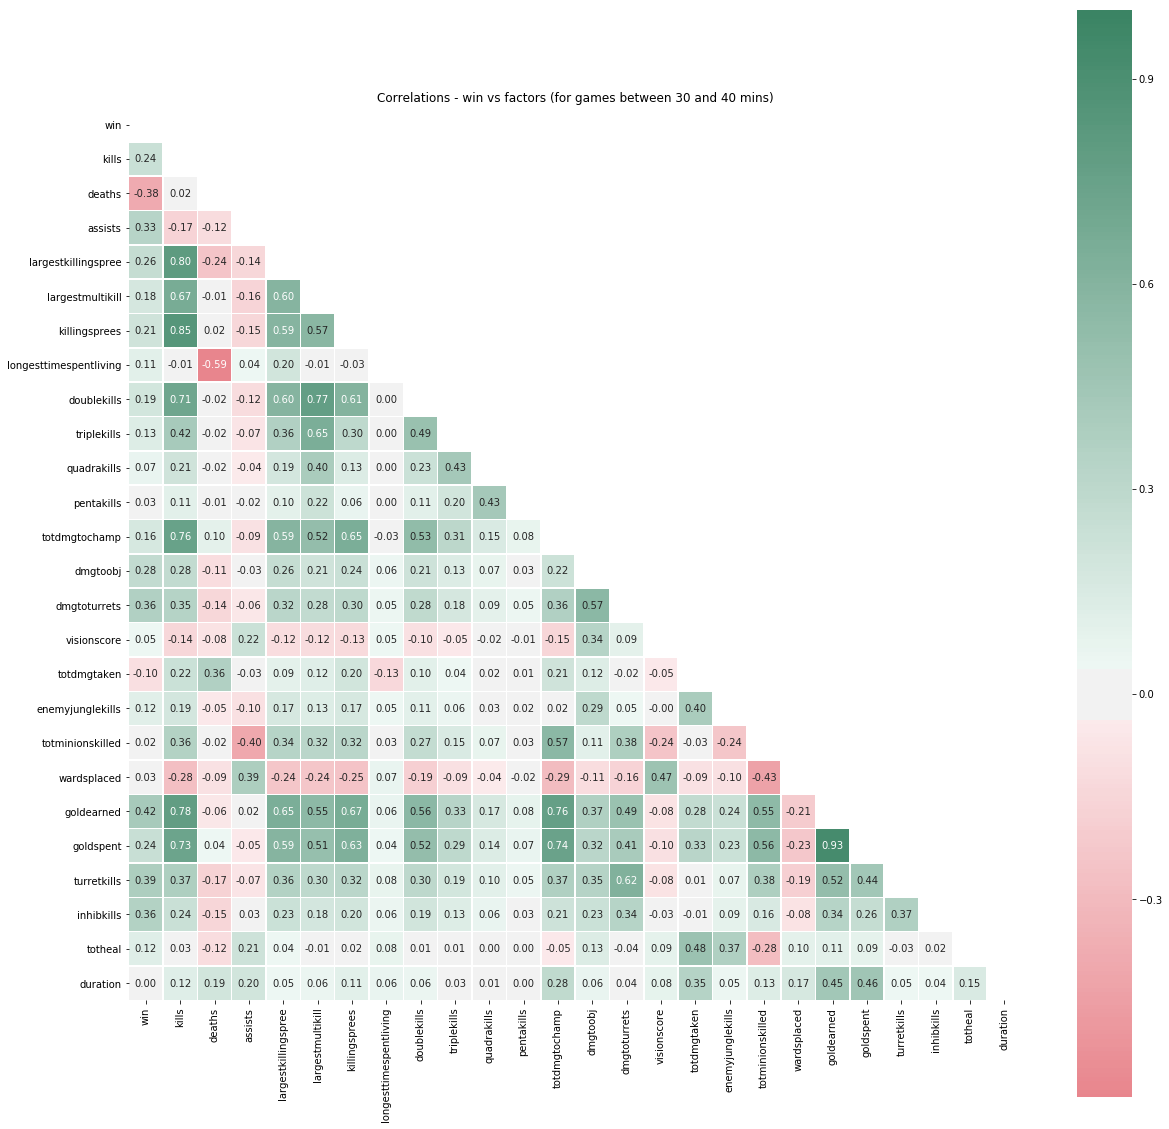 Correlations - win vs factors (for games between 30 and 40 mins)
win
kills 0.24
deaths -0.38 0.02
assists 0.33 -0.17 -0.12
largestkillingspree 0.26 0.80 -0.24 -0.14
largestmultikill 0.18 0.67 -0.01 -0.16 0.60
killingsprees 0.21 0.85 0.02 -0.15 0.59 0.57
longesttimespentliving 0.11 -0.01 -0.59 0.04 0.20 -0.01 -0.03
doublekills 0.19 0.71 -0.02 -0.12 0.60 0.77 0.61 0.00
triplekills 0.13 0.42 -0.02 -0.07 0.36 0.65 0.30 0.00 0.49
quadrakills 0.07 0.21 -0.02 -0.04 0.19 0.40 0.13 0.00 0.23 0.43
pentakills 0.03 0.11 -0.01 -0.02 0.10 0.22 0.06 0.00 0.11 0.20 0.43
totdmgtochamp 0.16 0.76 0.10 -0.09 0.59 0.52 0.65 -0.03 0.53 0.31 0.15 0.08
dmgtoobj 0.28 0.28 -0.11 -0.03 0.26 0.21 0.24 0.06 0.21 0.13 0.07 0.03 0.22
dmgtoturrets 0.36 0.35 -0.14 -0.06 0.32 0.28 0.30 0.05 0.28 0.18 0.09 0.05 0.36 0.57
visionscore 0.05 -0.14 -0.08 0.22 -0.12 -0.12 -0.13 0.05 -0.10 -0.05 -0.02 -0.01 -0.15 0.34 0.09
totdmgtaken -0.10 0.22 0.36 -0.03 0.09 0.12 0.20 -0.13 0.10 0.04 0.02 0.01 0.21 0.12 -0.02 -0.05
enemyjunglekills 0.12 0.19 -0.05 -0.10 0.17 0.13 0.17 0.05 0.11 0.06 0.03 0.02 0.02 0.29 0.05 -0.00 0.40
totminionskilled 0.02 0.36 -0.02 -0.40 0.34 0.32 0.32 0.03 0.27 0.15 0.07 0.03 0.57 0.11 0.38 -0.24 -0.03 -0.24
wardsplaced 0.03 -0.28 -0.09 0.39 -0.24 -0.24 -0.25 0.07 -0.19 -0.09 -0.04 -0.02 -0.29 -0.11 -0.16 0.47 -0.09 -0.10 -0.43
goldearned 0.42 0.78 -0.06 0.02 0.65 0.55 0.67 0.06 0.56 0.33 0.17 0.08 0.76 0.37 0.49 -0.08 0.28 0.24 0.55 -0.21
goldspent 0.24 0.73 0.04 -0.05 0.59 0.51 0.63 0.04 0.52 0.29 0.14 0.07 0.74 0.32 0.41 -0.10 0.33 0.23 0.56 -0.23 0.93
turretkills 0.39 0.37 -0.17 -0.07 0.36 0.30 0.32 0.08 0.30 0.19 0.10 0.05 0.37 0.35 0.62 -0.08 0.01 0.07 0.38 -0.19 0.52 0.44
inhibkills 0.36 0.24 -0.15 0.03 0.23 0.18 0.20 0.06 0.19 0.13 0.06 0.03 0.21 0.23 0.34 -0.03 -0.01 0.09 0.16 -0.08 0.34 0.26 0.37
totheal 0.12 0.03 -0.12 0.21 0.04 -0.01 0.02 0.08 0.01 0.01 0.00 0.00 -0.05 0.13 -0.04 0.09 0.48 0.37 -0.28 0.10 0.11 0.09 -0.03 0.02
duration 0.00 0.12 0.19 0.20 0.05 0.06 0.11 0.06 0.06 0.03 0.01 0.00 0.28 0.06 0.04 0.08 0.35 0.05 0.13 0.17 0.45 0.46 0.05 0.04 0.15
win kills deaths assists largestkillingspree largestmultikill killingsprees longesttimespentliving doublekills triplekills quadrakills pentakills totdmgtochamp dmgtoobj dmgtoturrets visionscore totdmgtaken enemyjunglekills totminionskilled wardsplaced goldearned goldspent turretkills inhibkills totheal duration
0.9
0.6
0.3
0.0
−0.3